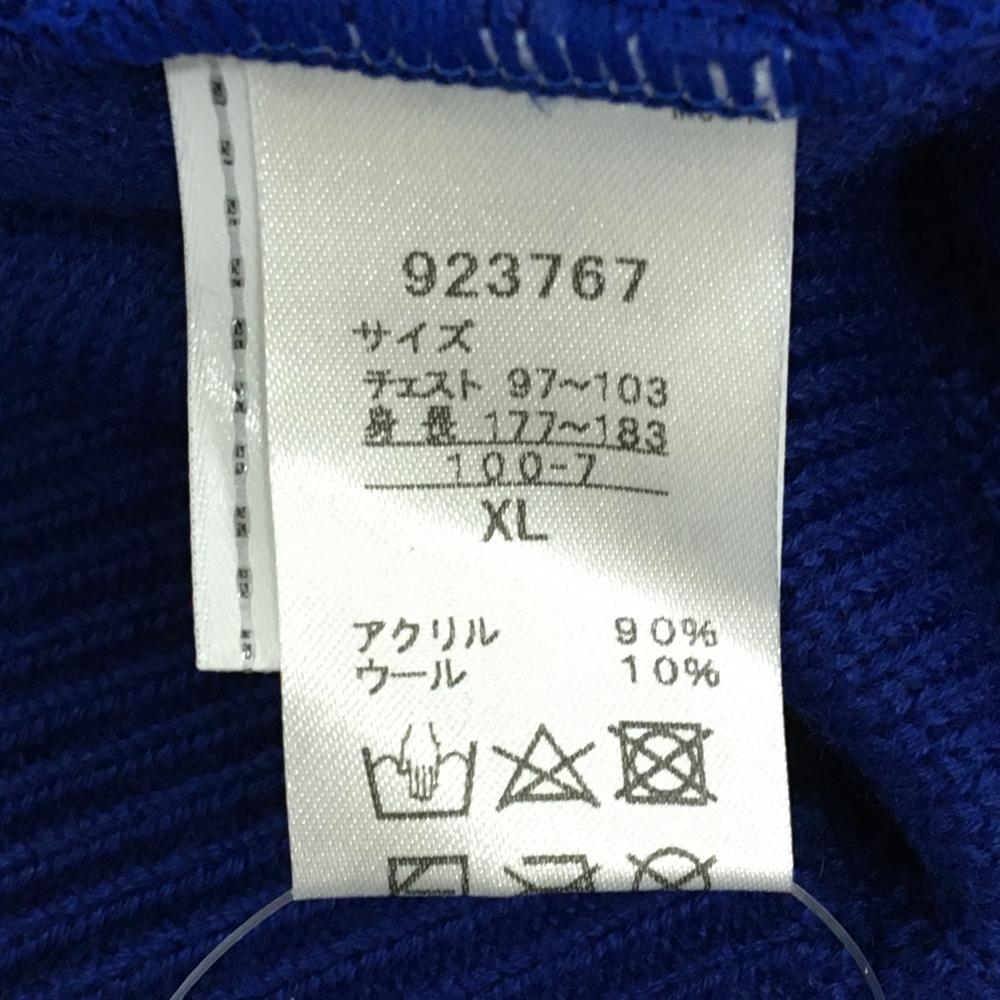 923767
サイズ
チェスト 97～103
身長 177～183
100-7
XL
アクリル 90%
ウール 10%